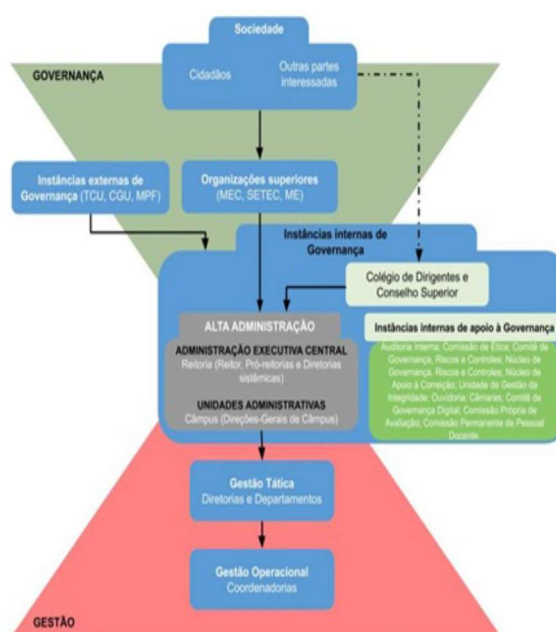 Sociedade
GOVERNANÇA
Cidadãos
Outras partes
interessadas
Instâncias externas de
Governança (TCU, CGU, MPF)
Organizações superiores
(MEC, SETEC, ME)
Instâncias internas de
Governança
Colégio de Dirigentes e
Conselho Superior
ALTA ADMINISTRAÇÃO
ADMINISTRAÇÃO EXECUTIVA CENTRAL
Reitoria (Reitor, Pró-reitorias e Diretorias
sistêmicas)
UNIDADES ADMINISTRATIVAS
Câmpus (Direções-Gerais de Câmpus)
Instâncias internas de apoio à Governança
Auditoria Interna; Comissão de Ética; Comitê de
Governança, Riscos e Controles; Núcleo de
Governança, Riscos e Controles; Núcleo de
Apoio à Correição; Unidade de Gestão da
Integridade; Ouvidoria; Câmaras; Comitê de
Governança Digital; Comissão Própria de
Avaliação; Comissão Permanente de Pessoal
Docente.
Gestão Tática
Diretorias e Departamentos
Gestão Operacional
Coordenadorias
GESTÃO